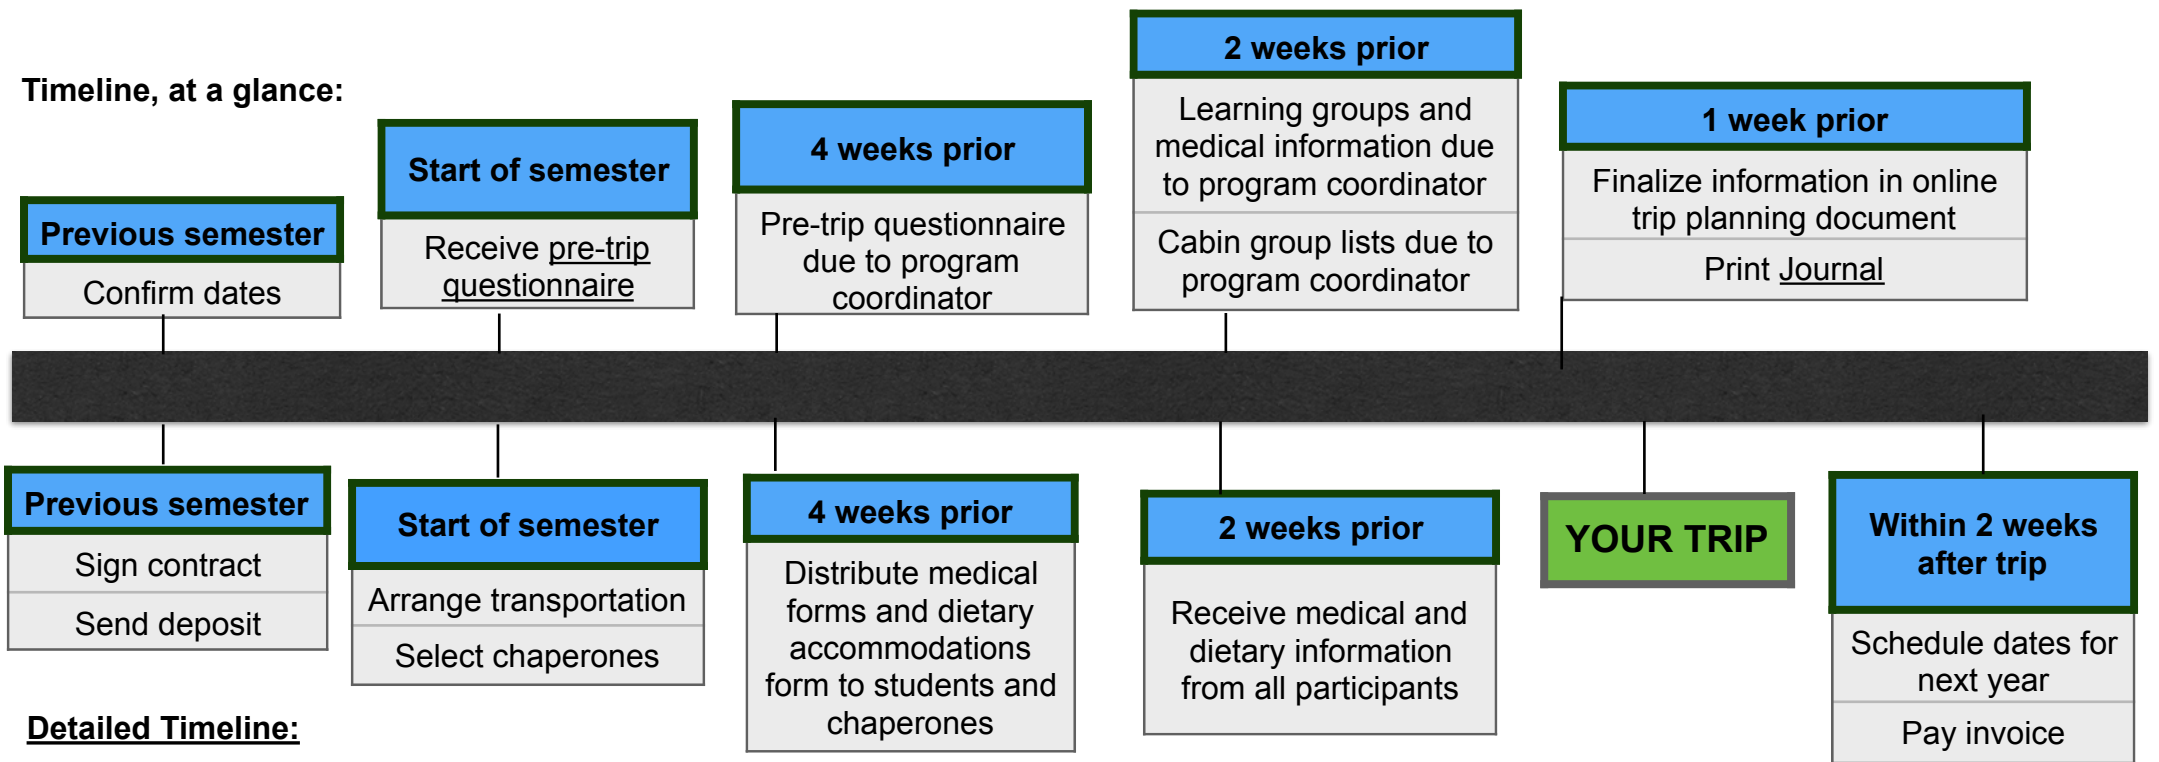 Timeline, at a glance:
Previous semester
Confirm dates
Start of semester
Receive pre-trip
questionnaire
4 weeks prior
Pre-trip questionnaire
due to program
coordinator
2 weeks prior
Learning groups and
medical information due
to program coordinator
Cabin group lists due to
program coordinator
1 week prior
Finalize information in online
trip planning document
Print Journal
Previous semester
Sign contract
Send deposit
Start of semester
Arrange transportation
Select chaperones
4 weeks prior
Distribute medical
forms and dietary
accommodations
form to students and
chaperones
2 weeks prior
Receive medical and
dietary information
from all participants
YOUR TRIP
Within 2 weeks
after trip
Schedule dates for
next year
Pay invoice
Detailed Timeline: